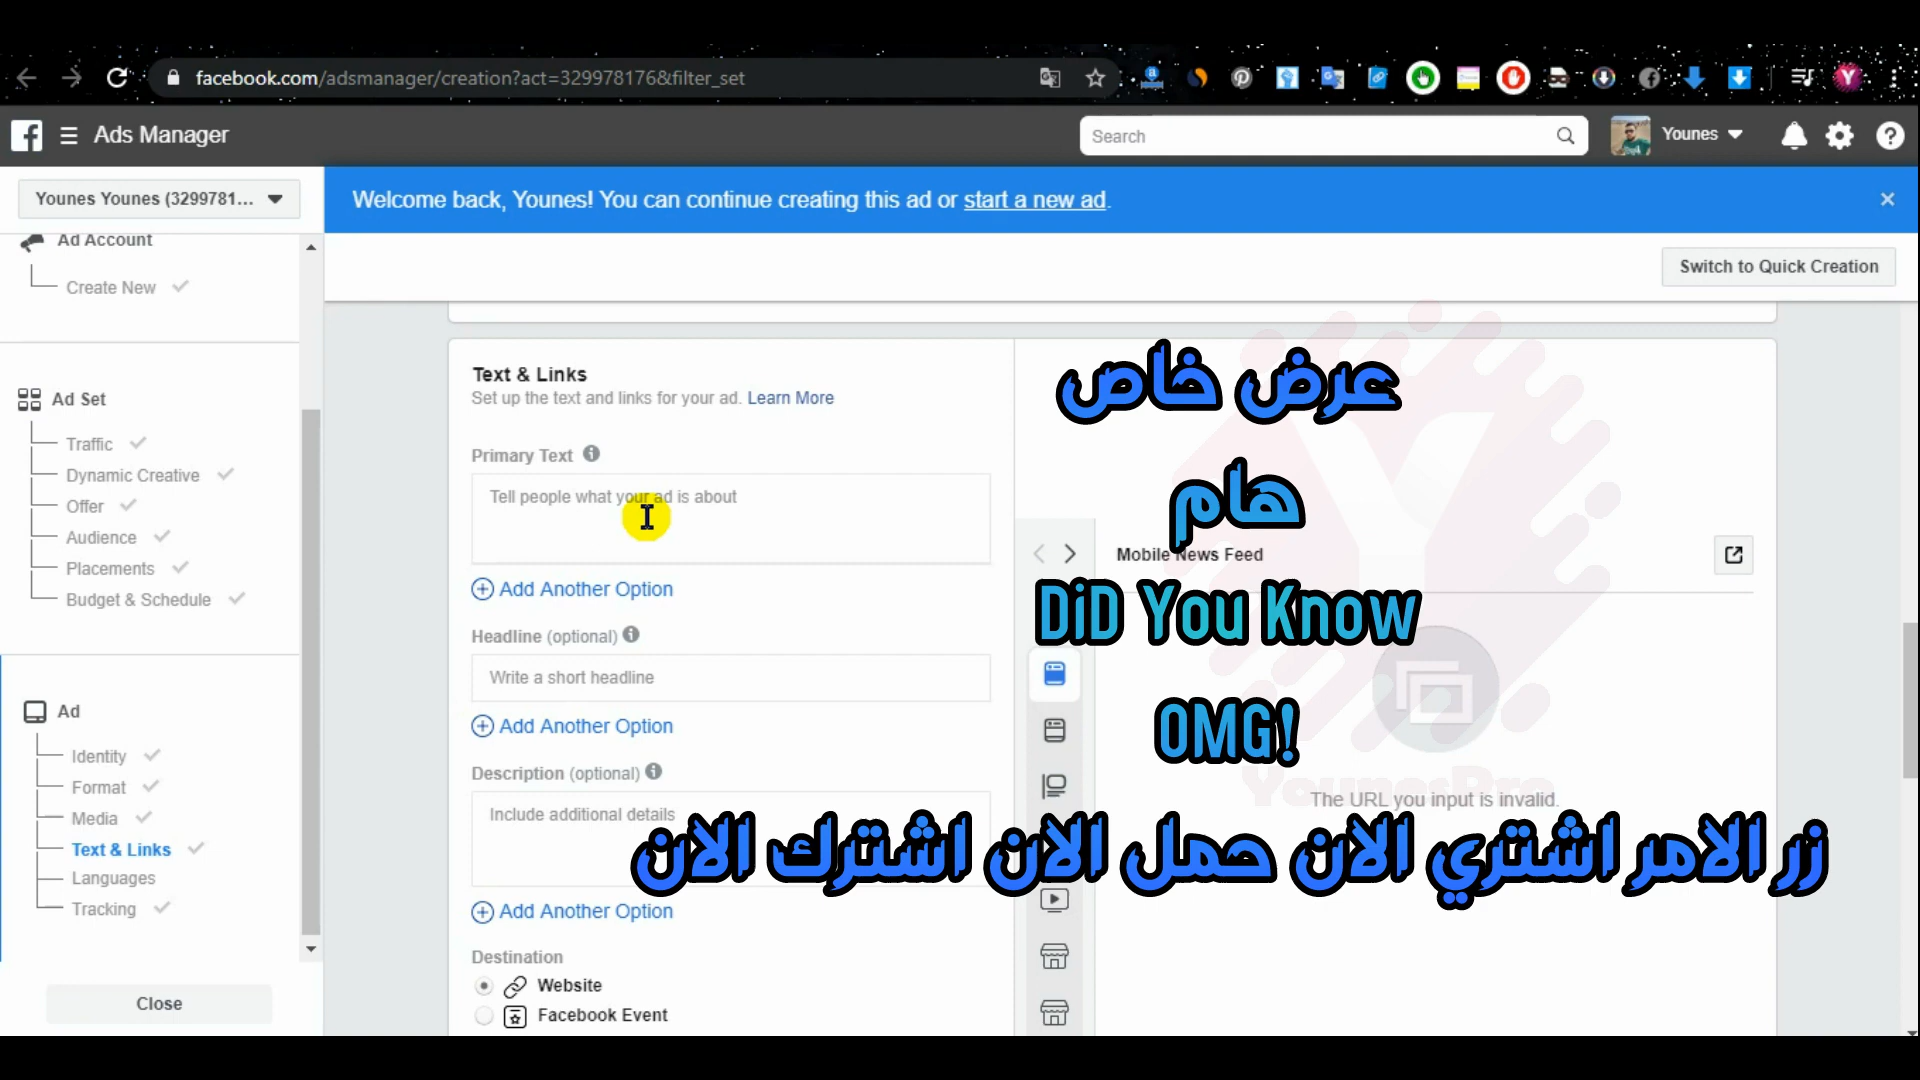 facebook.com/adsmanager/creation?act=329978176&filter_set
Ads Manager
Search
Younes
Younes Younes (3299781...
Welcome back, Younes! You can continue creating this ad or start a new ad.
Switch to Quick Creation
Ad Account
Create New
Ad Set
Traffic
Dynamic Creative
Offer
Audience
Placements
Budget & Schedule
Ad
Identity
Format
Media
Text & Links
Languages
Tracking
Close
Text & Links
Set up the text and links for your ad. Learn More
Primary Text
Tell people what your ad is about
Add Another Option
Headline (optional)
Write a short headline
Add Another Option
Description (optional)
Include additional details
Add Another Option
Destination
Website
Facebook Event
عرض خاص
هام
Mobile News Feed
DiD You Know
OMG!
YounesPro
The URL you input is invalid.
زر الامر اشتري الان حمل الان اشترك الان